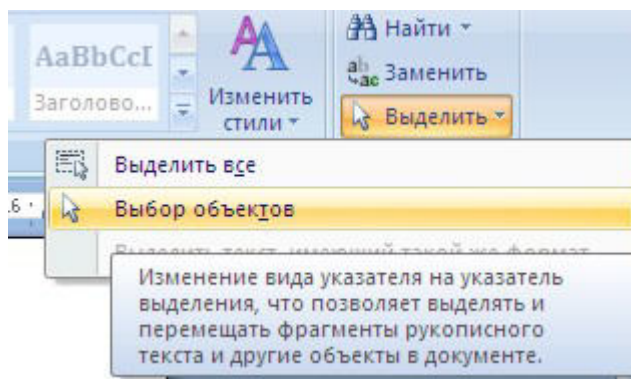 AaBbCcI
Заголово...
Изменить
стили
Найти
Заменить
Выделить
Выделить все
Выбор объектов
Изменение вида указателя на указатель
выделения, что позволяет выделять и
перемещать фрагменты рукописного
текста и другие объекты в документе.